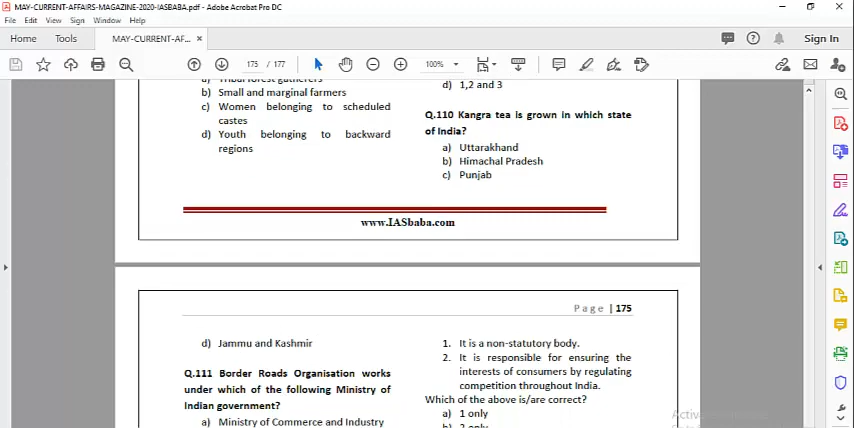 MAY-CURRENT-AFFAIRS-MAGAZINE-2020-IASBABA.pdf - Adobe Acrobat Pro DC
File Edit View Sign Window Help
Home Tools MAY-CURRENT-AF... × Sign In
175 / 177 100%
a) Tribal forest gatherers
b) Small and marginal farmers
c) Women belonging to scheduled
castes
d) Youth belonging to backward
regions
d) 1,2 and 3
Q.110 Kangra tea is grown in which state
of India?
a) Uttarakhand
b) Himachal Pradesh
c) Punjab
www.IASbaba.com
Page | 175
d) Jammu and Kashmir
Q.111 Border Roads Organisation works
under which of the following Ministry of
Indian government?
a) Ministry of Commerce and Industry
1. It is a non-statutory body.
2. It is responsible for ensuring the
interests of consumers by regulating
competition throughout India.
Which of the above is/are correct?
a) 1 only
b) 2 only